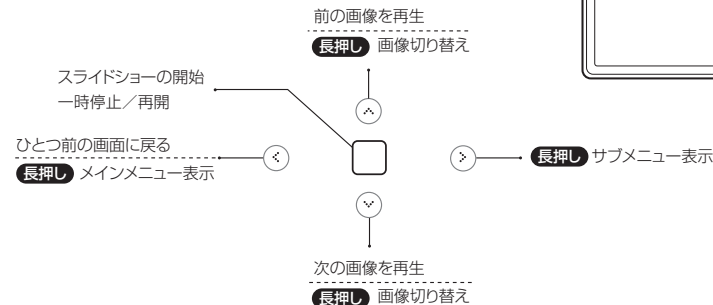 前の画像を再生
長押し 画像切り替え
スライドショーの開始
一時停止／再開
ひとつ前の画面に戻る
長押し メインメニュー表示
長押し サブメニュー表示
次の画像を再生
長押し 画像切り替え